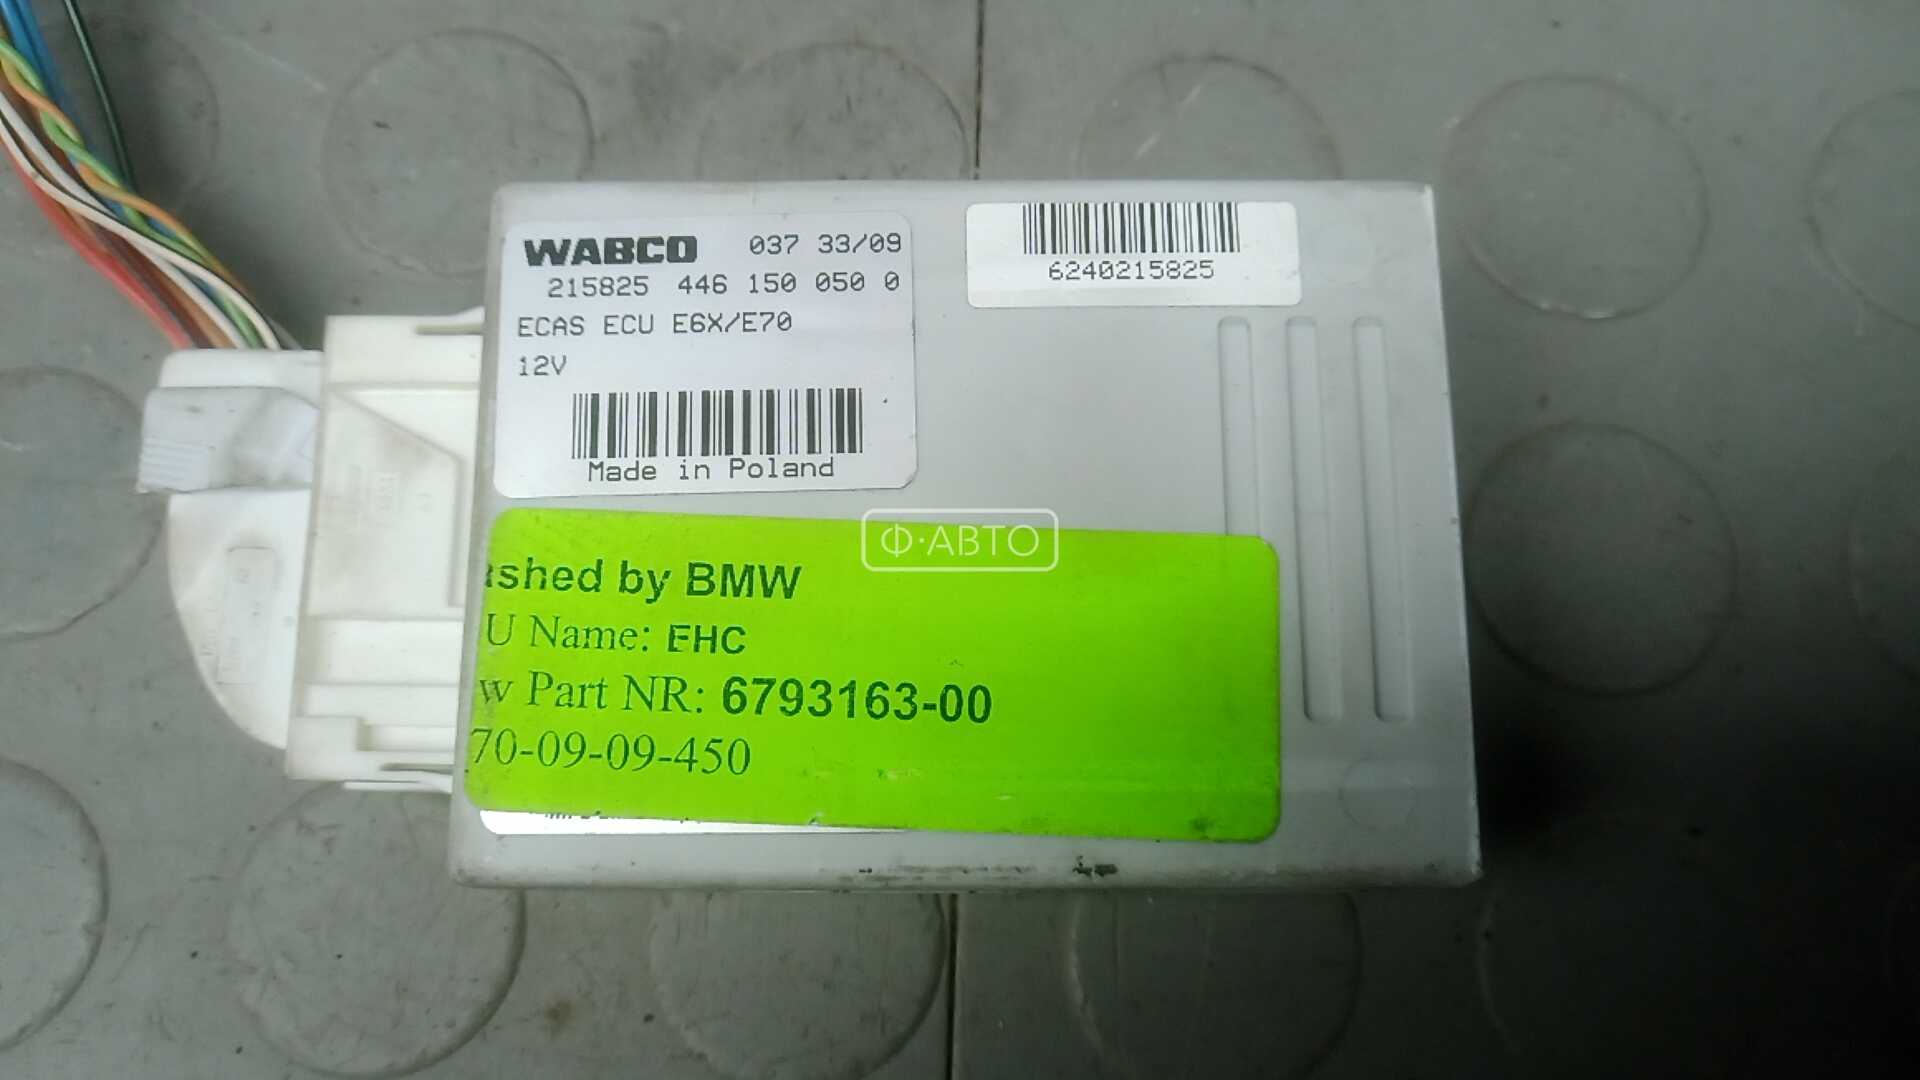 WABCO 037 33/09
215825 446 150 050 0
ECAS ECU E6X/E70
12V
Made in Poland
6240215825
Ф·АВТО
shed by BMW
U Name: EHC
w Part NR: 6793163-00
70-09-09-450